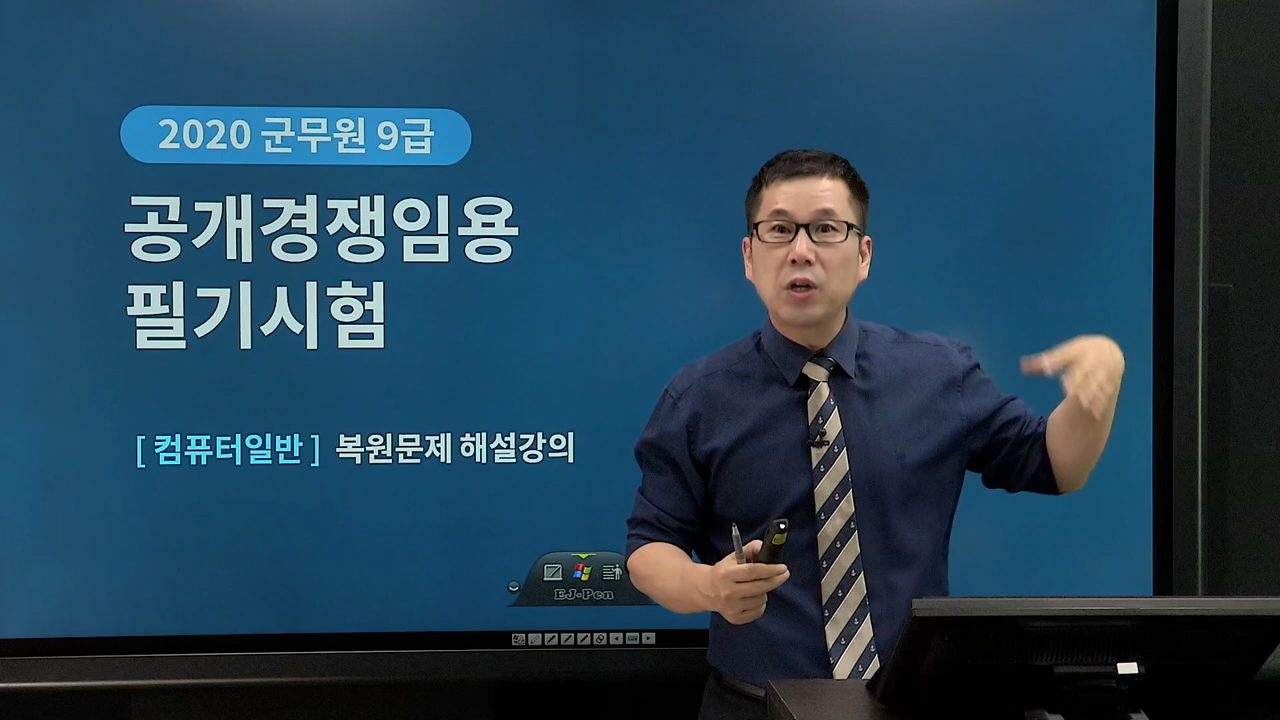 2020 군무원 9급
공개경쟁임용
필기시험
[ 컴퓨터일반 ] 복원문제 해설강의
EJ-Pen